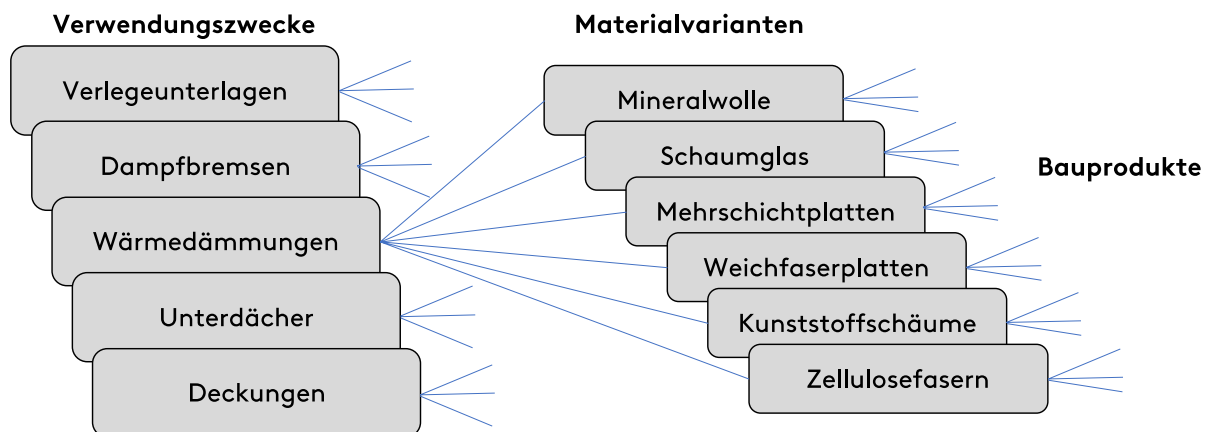 Verwendungszwecke
Verlegeunterlagen
Dampfbremsen
Wärmedämmungen
Unterdächer
Deckungen
Materialvarianten
Mineralwolle
Schaumglas
Mehrschichtplatten
Weichfaserplatten
Kunststoffschäume
Zellulosefasern
Bauprodukte